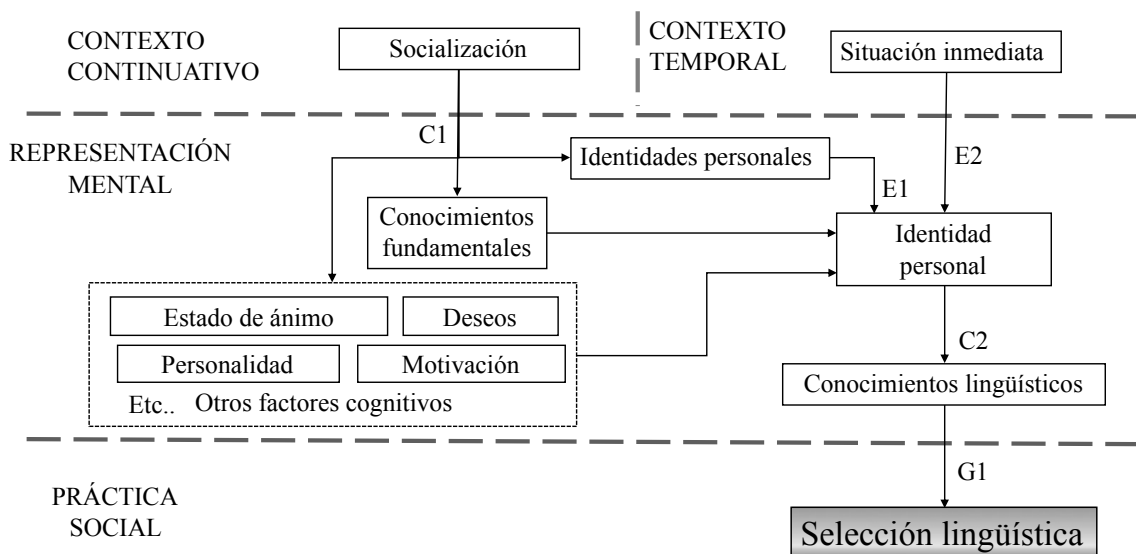 CONTEXTO
CONTINUATIVO
Socialización
CONTEXTO
TEMPORAL
Situación inmediata
C1
E2
REPRESENTACIÓN
MENTAL
Identidades personales
E1
Conocimientos
fundamentales
Identidad
personal
Estado de ánimo
Deseos
Personalidad
Motivación
Etc.. Otros factores cognitivos
C2
Conocimientos lingüísticos
G1
PRÁCTICA
SOCIAL
Selección lingüística